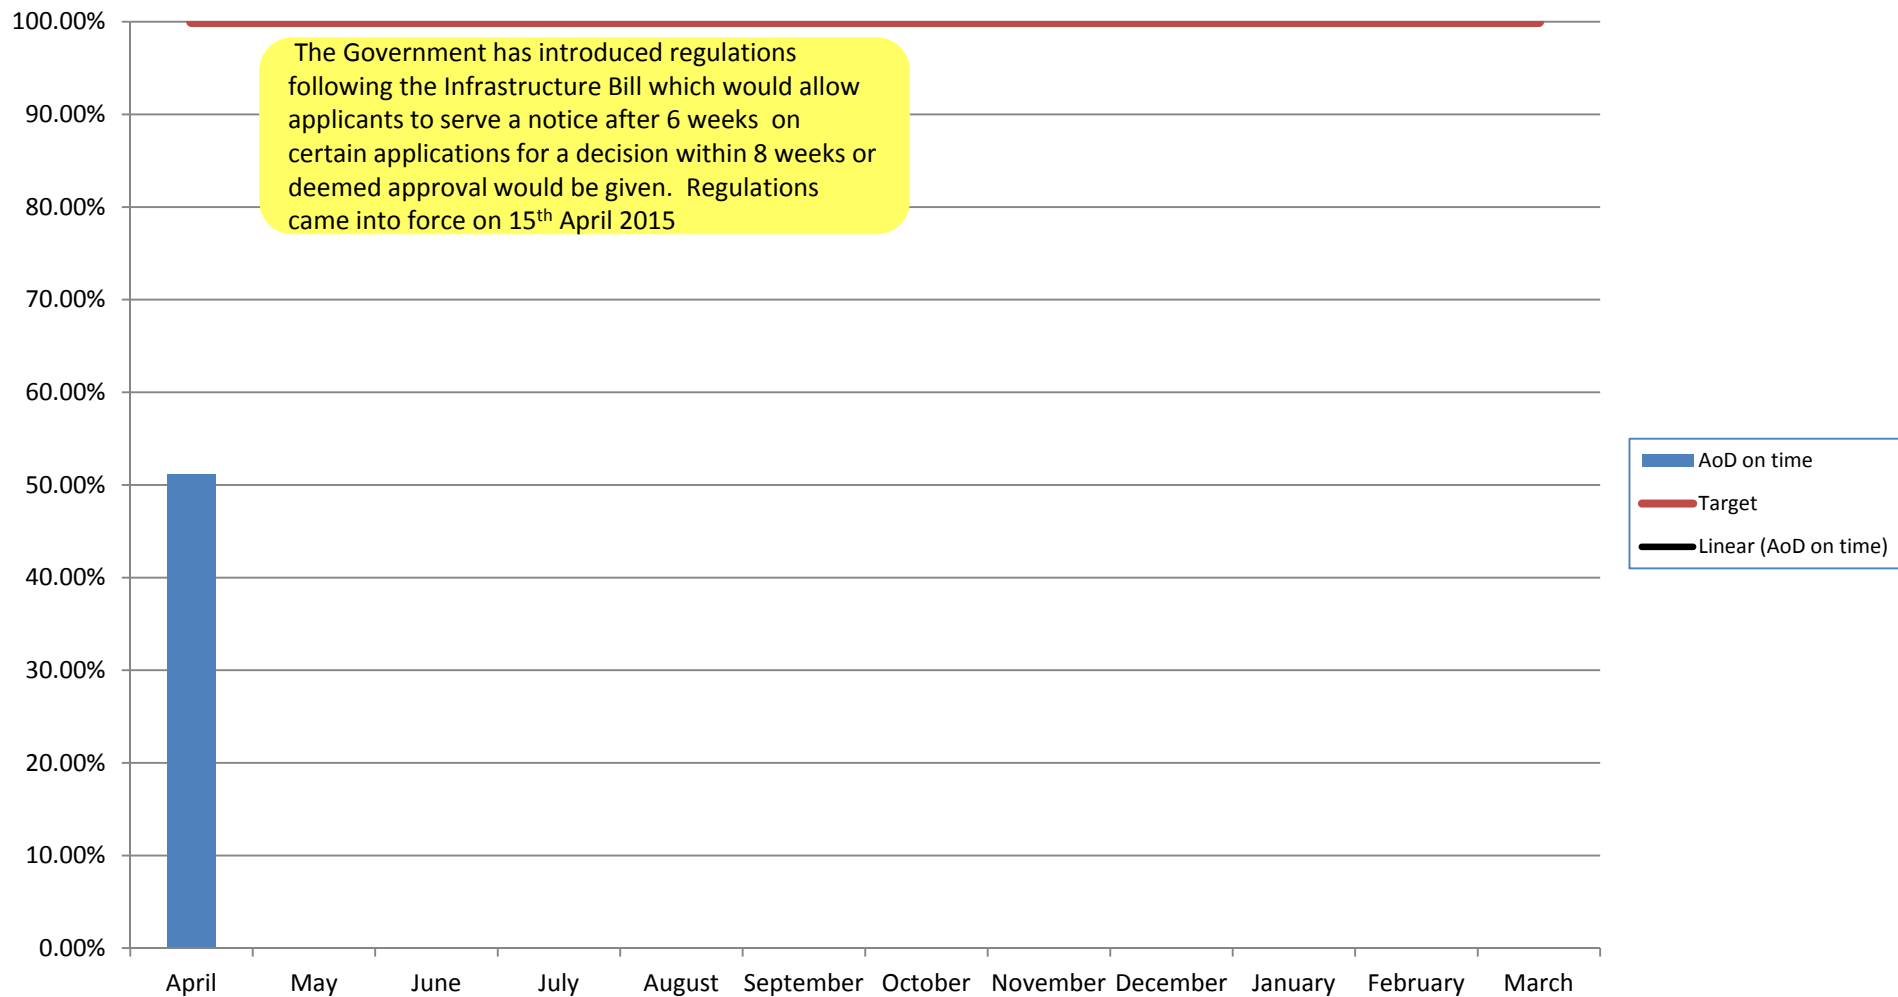 100.00%
90.00%
80.00%
70.00%
60.00%
50.00%
40.00%
30.00%
20.00%
10.00%
0.00%
The Government has introduced regulations
following the Infrastructure Bill which would allow
applicants to serve a notice after 6 weeks on
certain applications for a decision within 8 weeks or
deemed approval would be given. Regulations
came into force on 15th April 2015
AoD on time
Target
Linear (AoD on time)
April May June July August September October November December January February March